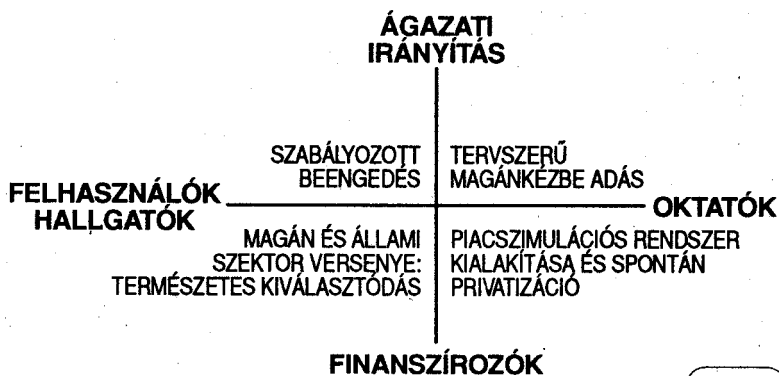 ÁGAZATI
IRÁNYÍTÁS
SZABÁLYOZOTT
BEENGEDÉS
TERVSZERŰ
MAGÁNKÉZBE ADÁS
FELHASZNÁLÓK
HALLGATÓK
OKTATÓK
MAGÁN ÉS ÁLLAMI
SZEKTOR VERSENYE:
TERMÉSZETES KIVÁLASZTÓDÁS
PIACSZIMULÁCIÓS RENDSZER
KIALAKÍTÁSA ÉS SPONTÁN
PRIVATIZÁCIÓ
FINANSZÍROZÓK